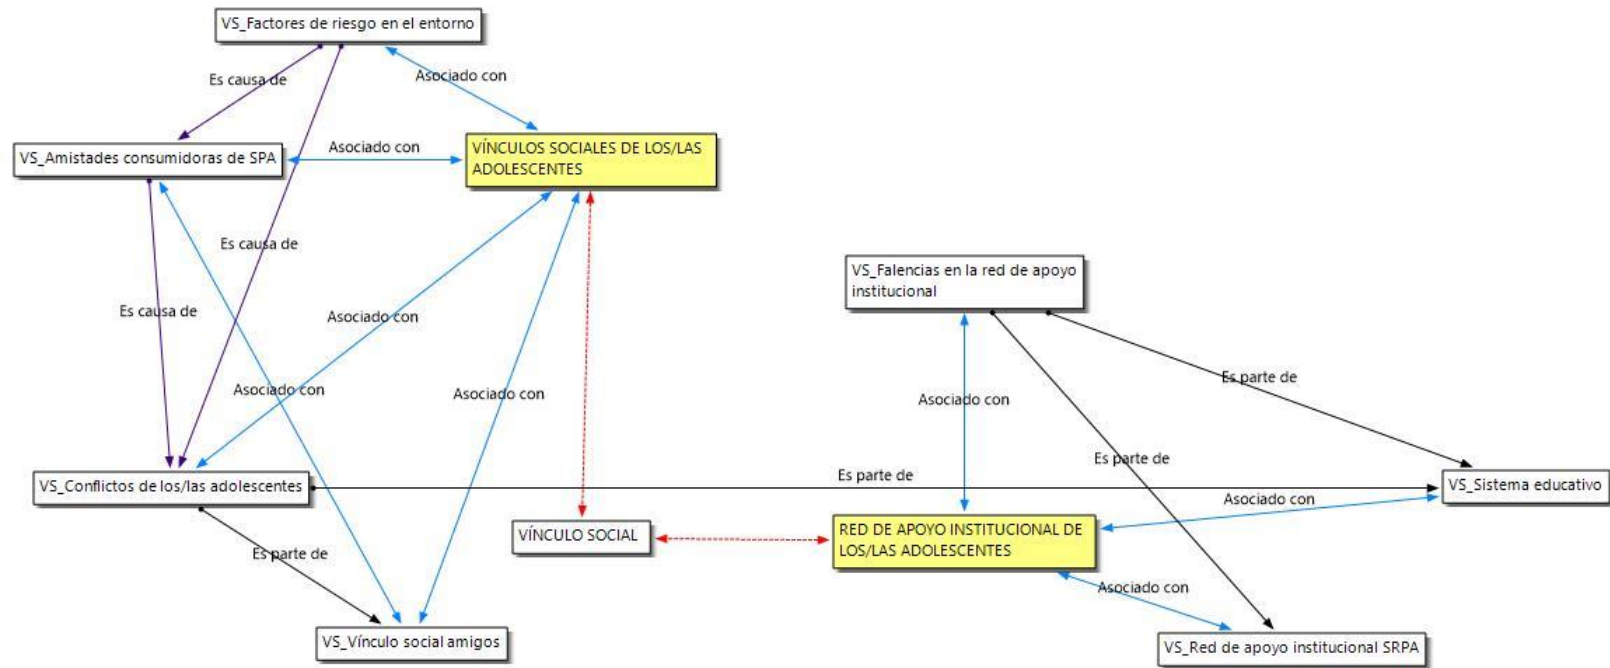 VS_Factores de riesgo en el entorno
Es causa de
Asociado con
VS_Amistades consumidoras de SPA
Asociado con
VÍNCULOS SOCIALES DE LOS/LAS
ADOLESCENTES
Es causa de
VS_Falencias en la red de apoyo
institucional
Es causa de
Asociado con
Asociado con
Asociado con
Asociado con
Es parte de
Es parte de
VS_Conflictos de los/las adolescentes
Es parte de
VS_Sistema educativo
Asociado con
VÍNCULO SOCIAL
RED DE APOYO INSTITUCIONAL DE
LOS/LAS ADOLESCENTES
Es parte de
Asociado con
VS_Vínculo social amigos
VS_Red de apoyo institucional SRPA